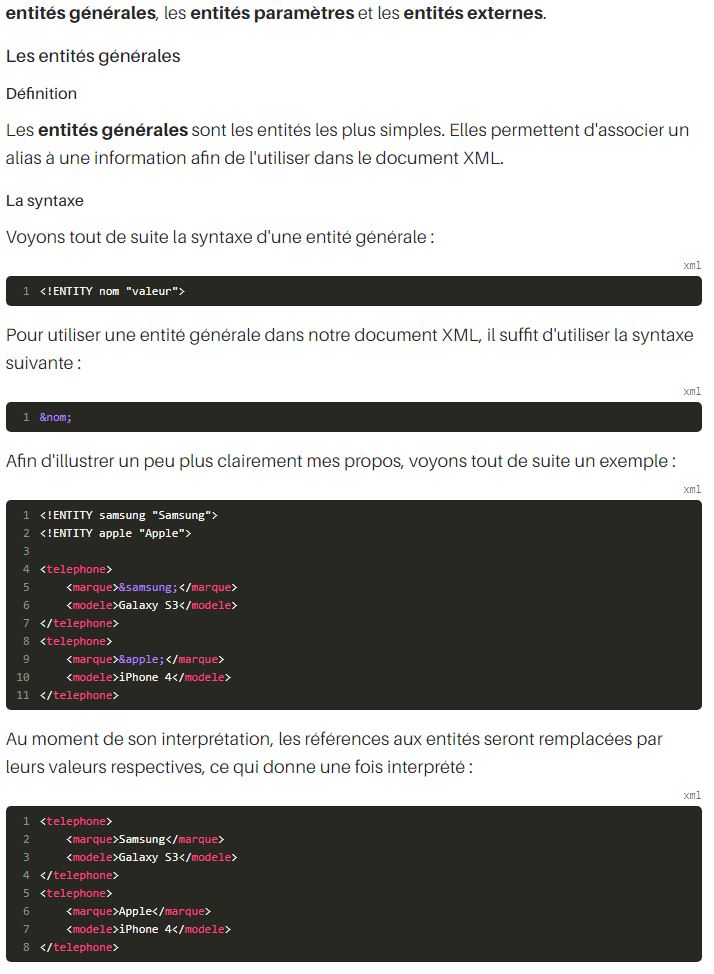 entités générales, les entités paramètres et les entités externes.
Les entités générales
Définition
Les entités générales sont les entités les plus simples. Elles permettent d'associer un
alias à une information afin de l'utiliser dans le document XML.
La syntaxe
Voyons tout de suite la syntaxe d'une entité générale :
xml
1 <!ENTITY nom "valeur">
Pour utiliser une entité générale dans notre document XML, il suffit d'utiliser la syntaxe
suivante :
xml
1 &nom;
Afin d'illustrer un peu plus clairement mes propos, voyons tout de suite un exemple :
xml
1 <!ENTITY samsung "Samsung">
2 <!ENTITY apple "Apple">
3
4 <telephone>
5     <marque>&samsung;</marque>
6     <modele>Galaxy S3</modele>
7 </telephone>
8 <telephone>
9     <marque>&apple;</marque>
10     <modele>iPhone 4</modele>
11 </telephone>
Au moment de son interprétation, les références aux entités seront remplacées par
leurs valeurs respectives, ce qui donne une fois interprété :
xml
1 <telephone>
2     <marque>Samsung</marque>
3     <modele>Galaxy S3</modele>
4 </telephone>
5 <telephone>
6     <marque>Apple</marque>
7     <modele>iPhone 4</modele>
8 </telephone>